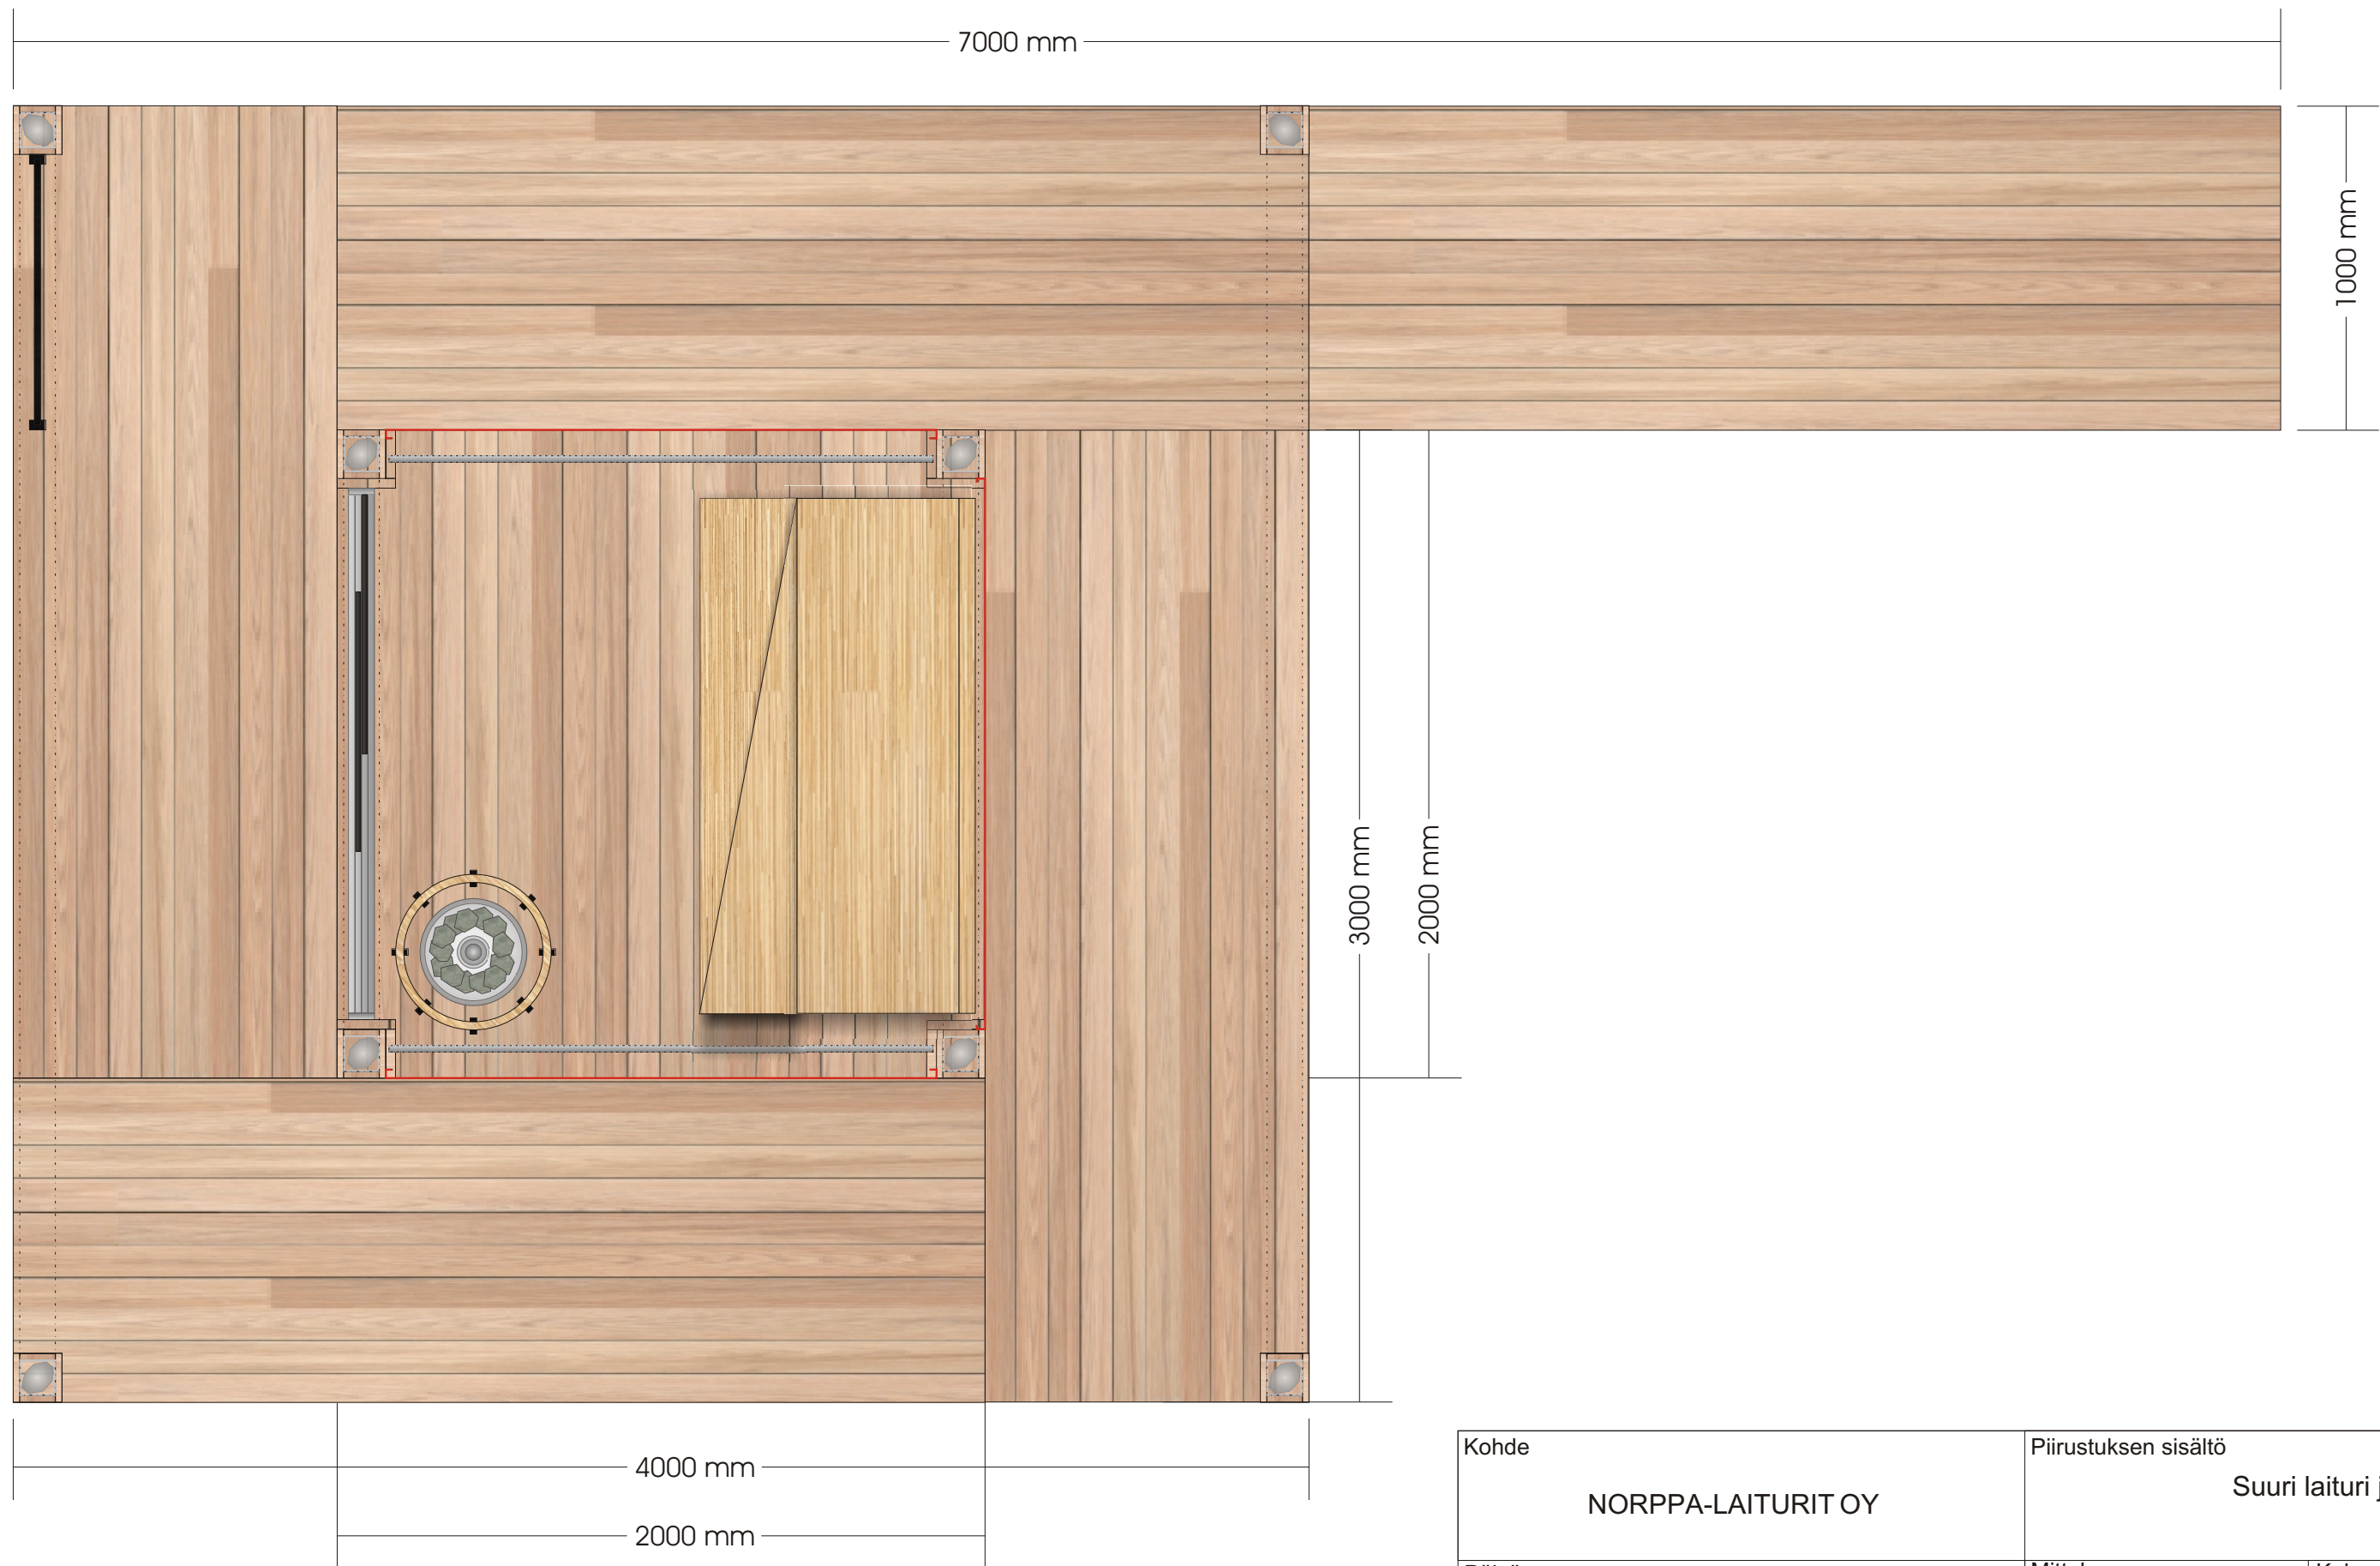 7000 mm
1000 mm
3000 mm
2000 mm
4000 mm
2000 mm
Kohde
Piirustuksen sisältö
NORPPA-LAITURIT OY
Suuri laituri